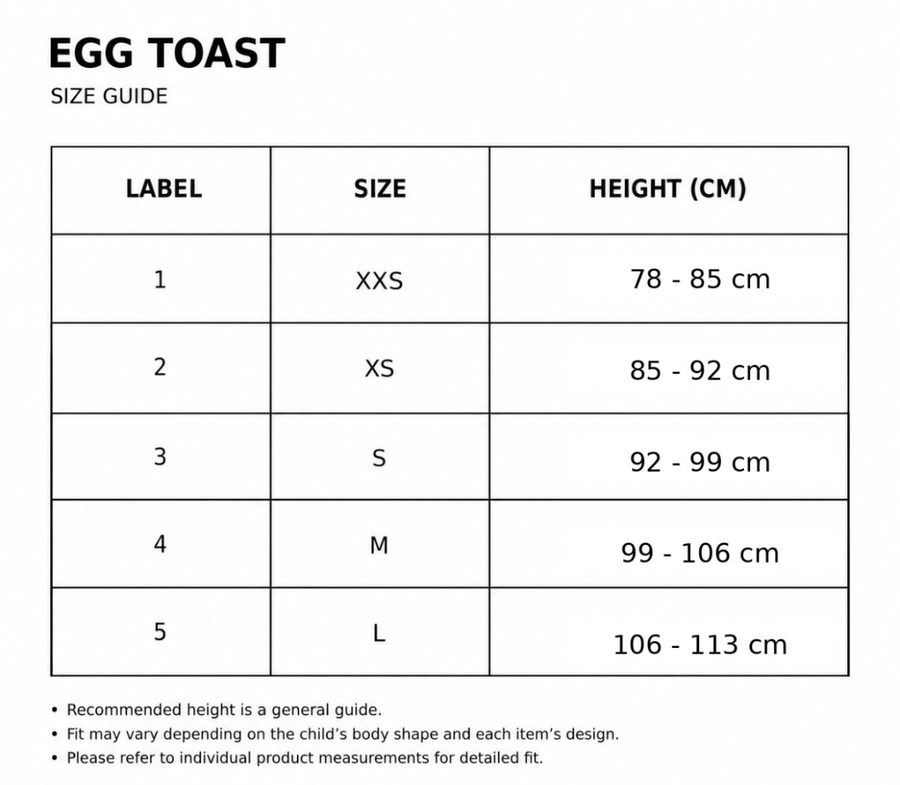 EGG TOAST
SIZE GUIDE
LABEL SIZE HEIGHT (CM)
1 XXS 78 - 85 cm
2 XS 85 - 92 cm
3 S 92 - 99 cm
4 M 99 - 106 cm
5 L 106 - 113 cm
• Recommended height is a general guide.
• Fit may vary depending on the child’s body shape and each item’s design.
• Please refer to individual product measurements for detailed fit.